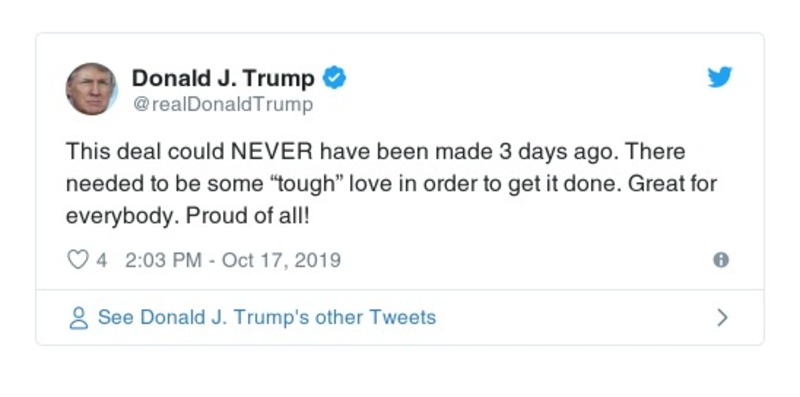 Donald J. Trump
@realDonaldTrump
This deal could NEVER have been made 3 days ago. There
needed to be some “tough” love in order to get it done. Great for
everybody. Proud of all!
4 2:03 PM - Oct 17, 2019
See Donald J. Trump's other Tweets